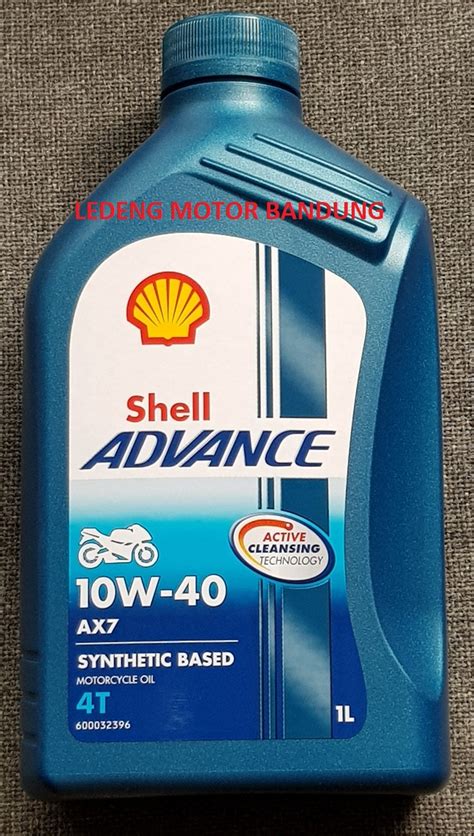 LEDENG MOTOR BANDUNG
Shell
ADVANCE
ACTIVE
CLEANSING
TECHNOLOGY
10W-40
AX7
SYNTHETIC BASED
MOTORCYCLE OIL
4T
600032396
1L